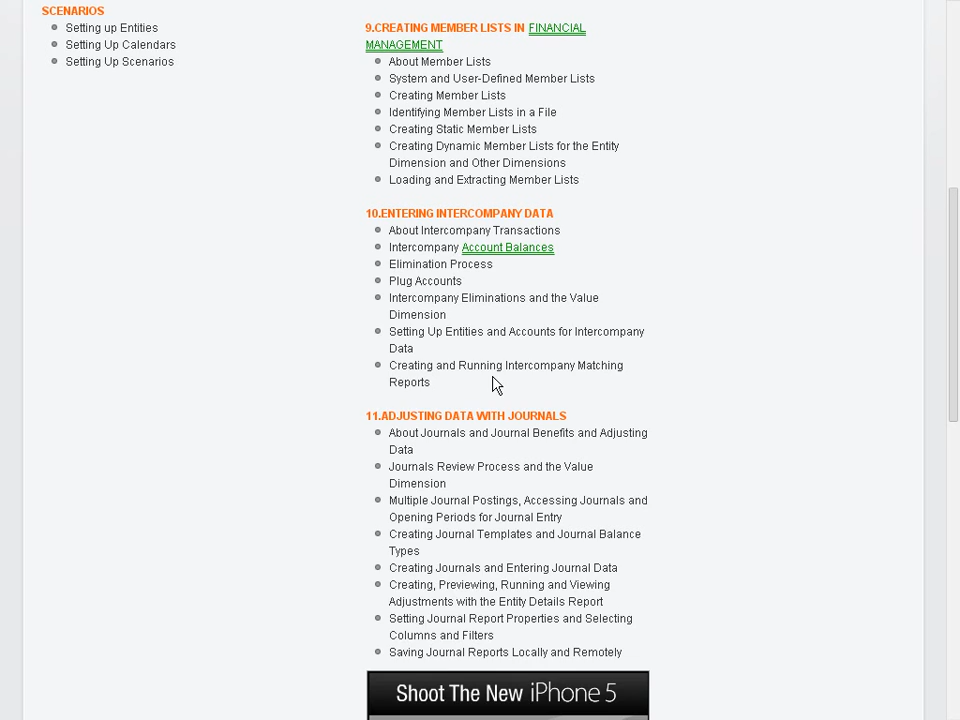 SCENARIOS
Setting up Entities
Setting Up Calendars
Setting Up Scenarios
9.CREATING MEMBER LISTS IN FINANCIAL
MANAGEMENT
About Member Lists
System and User-Defined Member Lists
Creating Member Lists
Identifying Member Lists in a File
Creating Static Member Lists
Creating Dynamic Member Lists for the Entity
Dimension and Other Dimensions
Loading and Extracting Member Lists
10.ENTERING INTERCOMPANY DATA
About Intercompany Transactions
Intercompany Account Balances
Elimination Process
Plug Accounts
Intercompany Eliminations and the Value
Dimension
Setting Up Entities and Accounts for Intercompany
Data
Creating and Running Intercompany Matching
Reports
11.ADJUSTING DATA WITH JOURNALS
About Journals and Journal Benefits and Adjusting
Data
Journals Review Process and the Value
Dimension
Multiple Journal Postings, Accessing Journals and
Opening Periods for Journal Entry
Creating Journal Templates and Journal Balance
Types
Creating Journals and Entering Journal Data
Creating, Previewing, Running and Viewing
Adjustments with the Entity Details Report
Setting Journal Report Properties and Selecting
Columns and Filters
Saving Journal Reports Locally and Remotely
Shoot The New iPhone 5